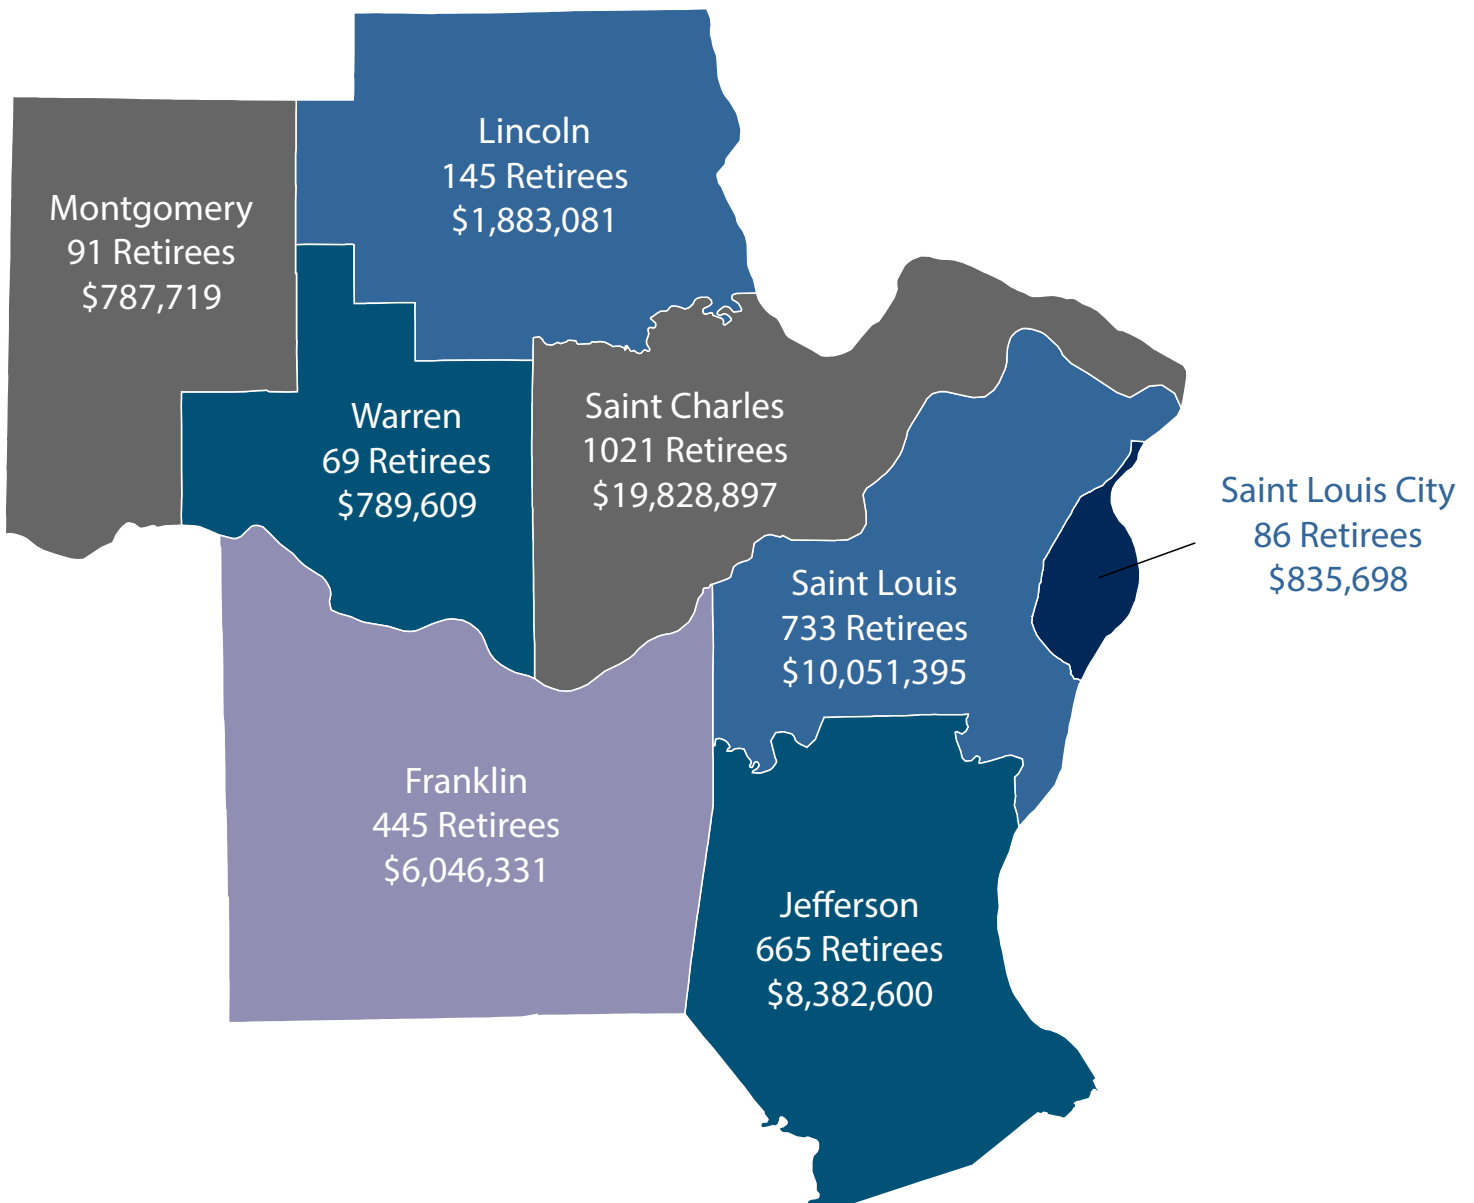 Lincoln
145 Retirees
$1,883,081
Montgomery
91 Retirees
$787,719
Warren
69 Retirees
$789,609
Saint Charles
1021 Retirees
$19,828,897
Saint Louis City
86 Retirees
$835,698
Saint Louis
733 Retirees
$10,051,395
Franklin
445 Retirees
$6,046,331
Jefferson
665 Retirees
$8,382,600